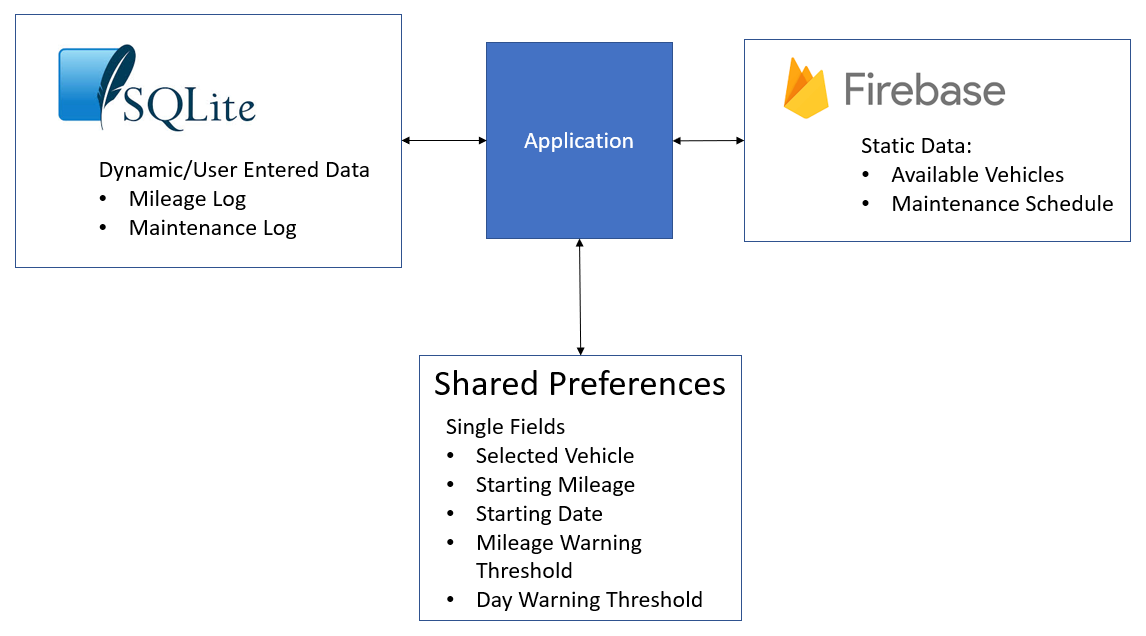 SQLite
Dynamic/User Entered Data
• Mileage Log
• Maintenance Log
Application
Firebase
Static Data:
• Available Vehicles
• Maintenance Schedule
Shared Preferences
Single Fields
• Selected Vehicle
• Starting Mileage
• Starting Date
• Mileage Warning
Threshold
• Day Warning Threshold